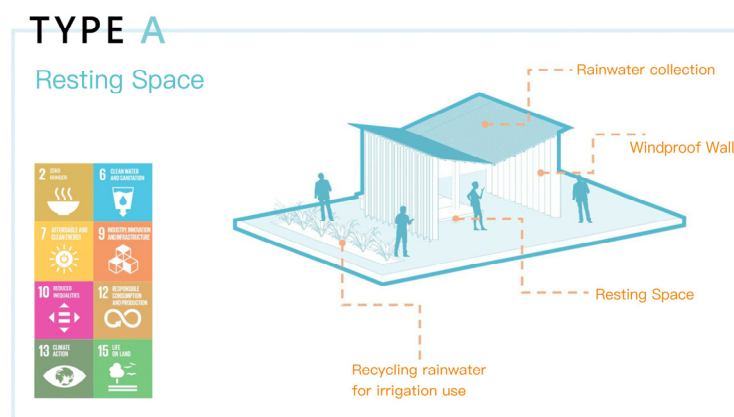 TYPE A
Resting Space
Rainwater collection
Windproof Wall
2 ZERO
HUNGER
6 CLEAN WATER
AND SANITATION
7 AFFORDABLE AND
CLEAN ENERGY
9 INDUSTRY, INNOVATION
AND INFRASTRUCTURE
10 REDUCED
INEQUALITIES
12 RESPONSIBLE
CONSUMPTION
AND PRODUCTION
13 CLIMATE
ACTION
15 LIFE
ON LAND
Resting Space
Recycling rainwater
for irrigation use